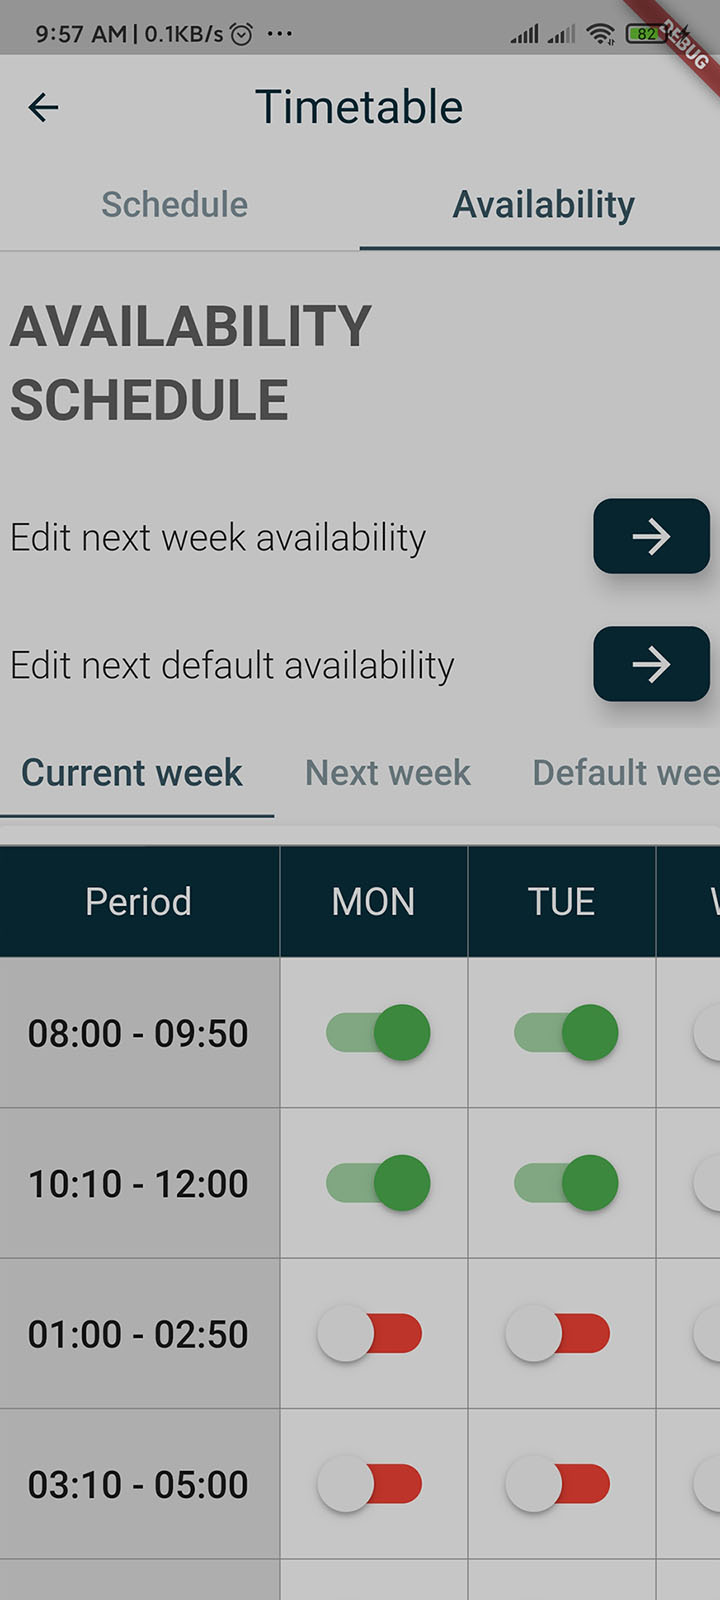 9:57 AM | 0.1KB/s ...
82
DEBUG
Timetable
Schedule Availability
AVAILABILITY
SCHEDULE
Edit next week availability
Edit next default availability
Current week Next week Default wee
Period MON TUE
08:00 - 09:50
10:10 - 12:00
01:00 - 02:50
03:10 - 05:00